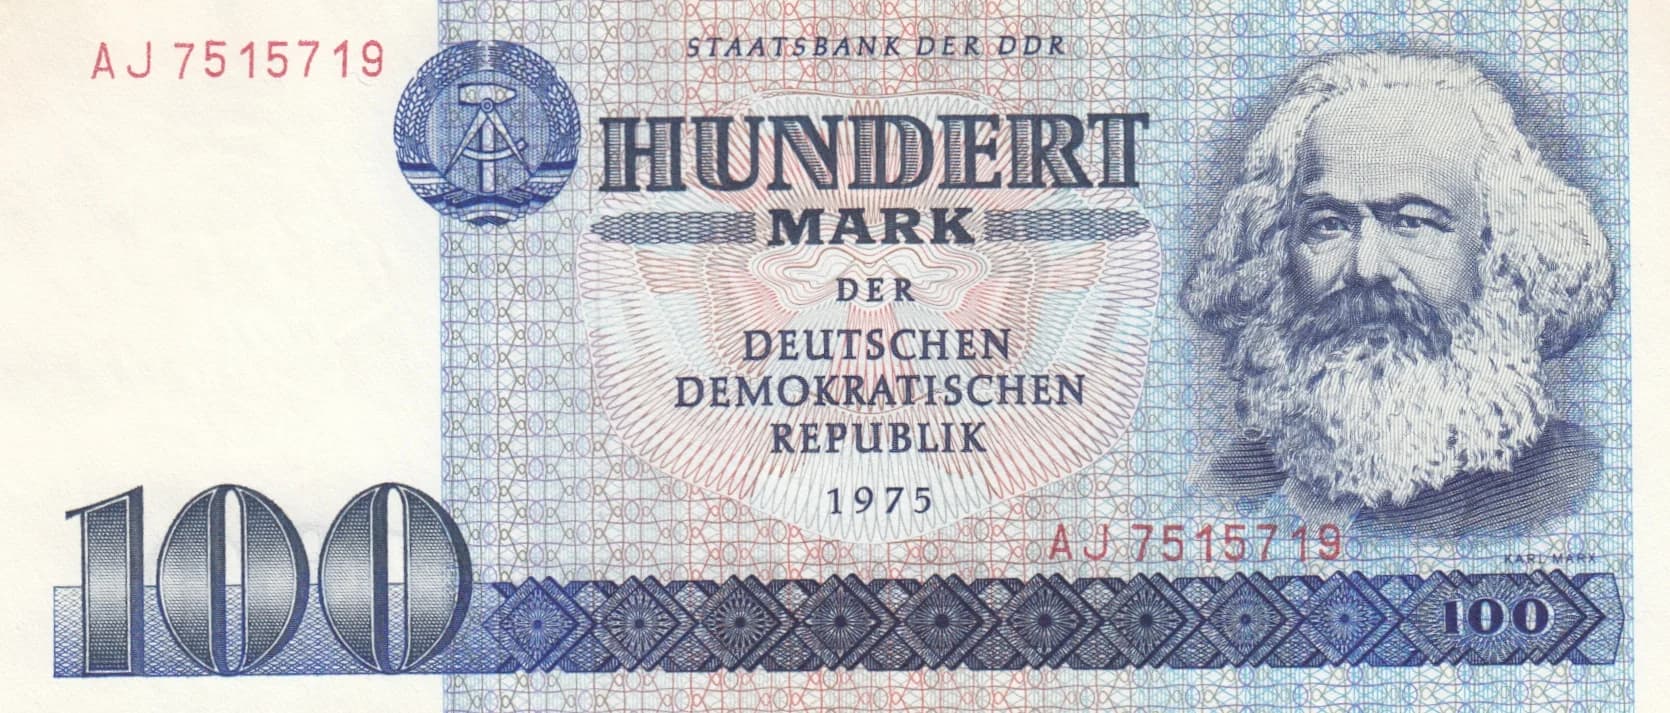 AJ 7515719
STAATSBANK DER DDR
HUNDERT
MARK
DER
DEUTSCHEN
DEMOKRATISCHEN
REPUBLIK
1975
AJ 7515719
KARL MARX
100
100